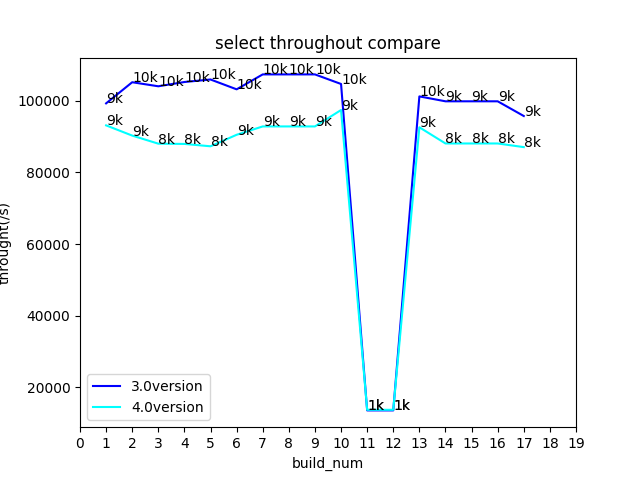 select throughout compare
10k 10k 10k 10k 10k 10k 10k 10k 10k
9k
10k 9k 9k 9k
9k
9k
9k 8k 8k 8k 9k 9k 9k 9k
9k
9k
8k 8k 8k 8k
1k 1k
throught(/s)
100000
80000
60000
40000
20000
3.0version
4.0version
0 1 2 3 4 5 6 7 8 9 10 11 12 13 14 15 16 17 18 19
build_num